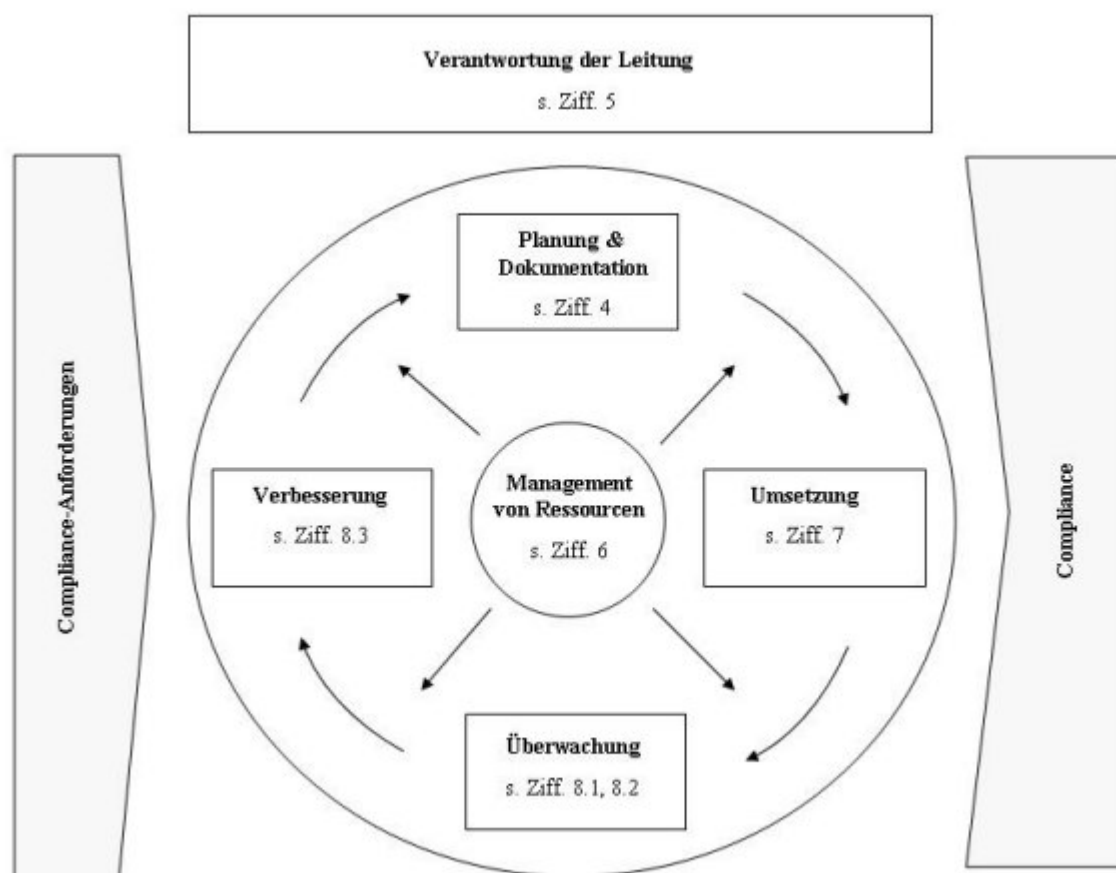 Verantwortung der Leitung
s. Ziff. 5
Compliance-Anforderungen
Planung &
Dokumentation
s. Ziff. 4
Verbesserung
s. Ziff. 8.3
Management
von Ressourcen
s. Ziff. 6
Umsetzung
s. Ziff. 7
Überwachung
s. Ziff. 8.1, 8.2
Compliance